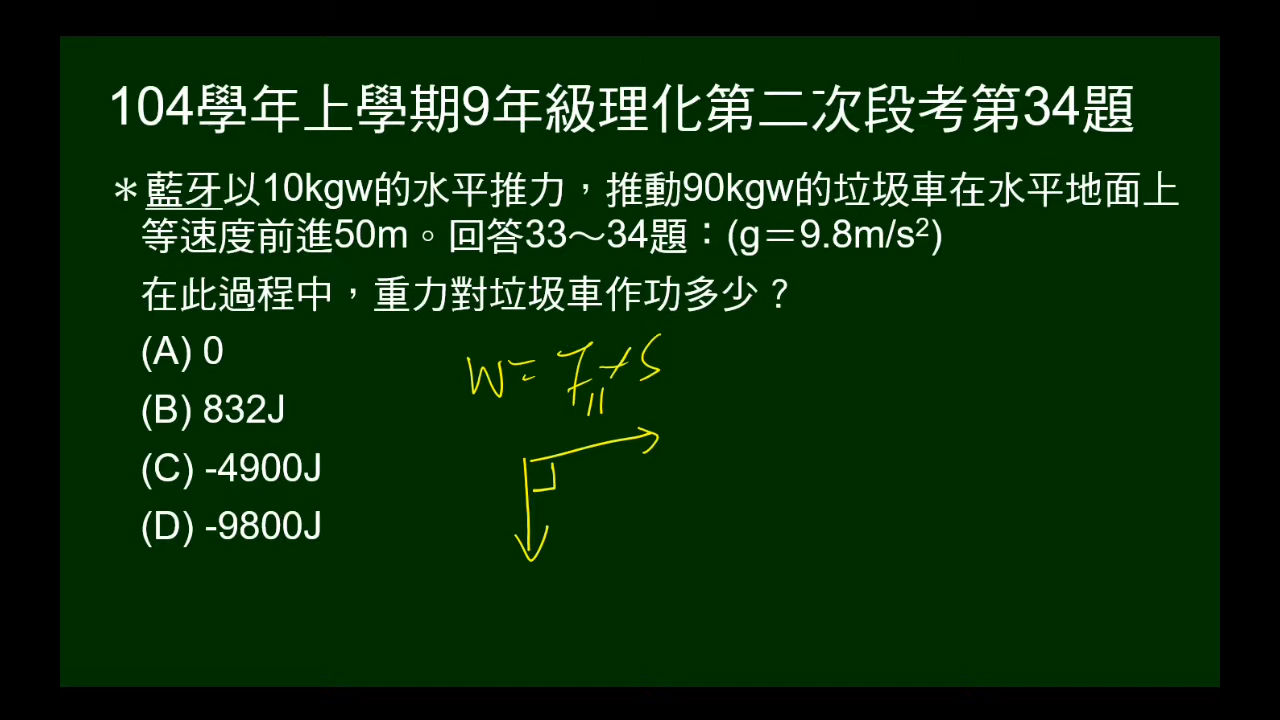 104學年上學期9年級理化第二次段考第34題
＊藍牙以10kgw的水平推力，推動90kgw的垃圾車在水平地面上
等速度前進50m。回答33～34題：(g＝9.8m/s²)
在此過程中，重力對垃圾車作功多少？
(A) 0
W=F//×S
(B) 832J
(C) -4900J
(D) -9800J